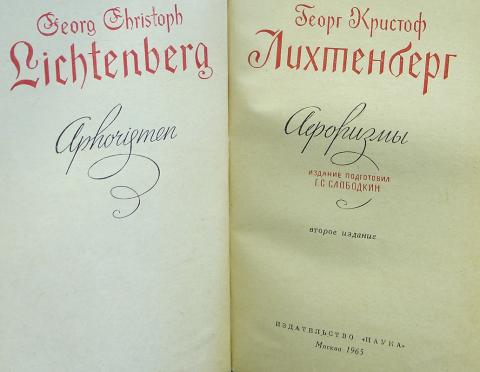 Georg Christoph
Lichtenberg
Aphorismen
Георг Кристоф
Лихтенберг
Афоризмы
ИЗДАНИЕ ПОДГОТОВИЛ
Г.С. СЛОБОДКИН
второе издание
ИЗДАТЕЛЬСТВО «НАУКА»
Москва 1965